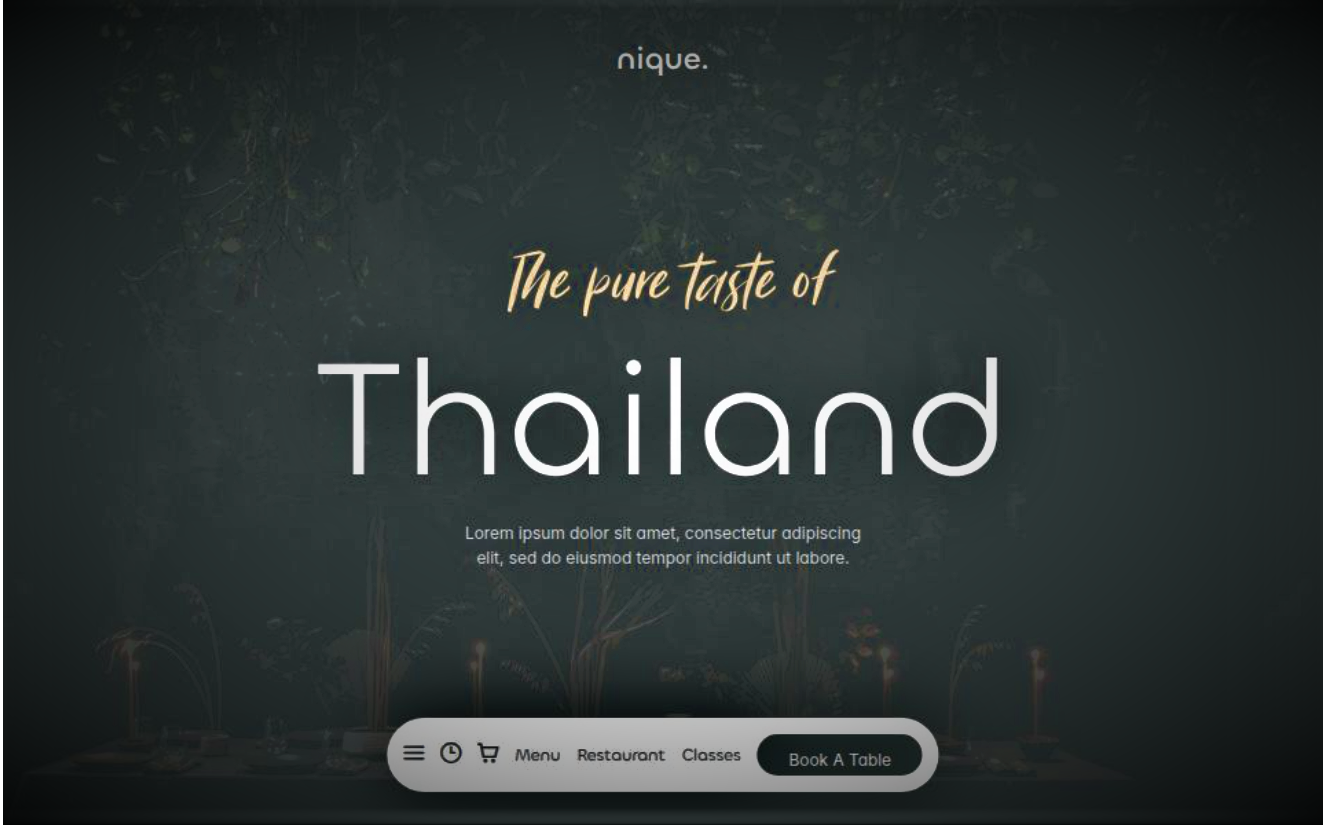 nique.
The pure taste of
Thailand
Lorem ipsum dolor sit amet, consectetur adipiscing
elit, sed do eiusmod tempor incididunt ut labore.
Menu Restaurant Classes Book A Table